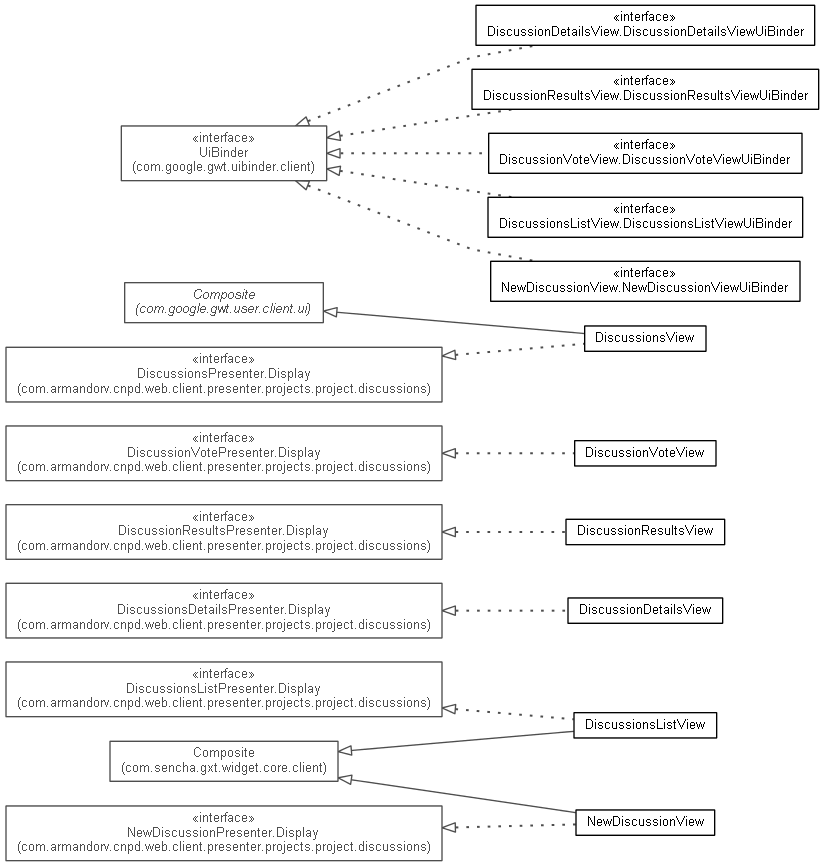 «interface»
DiscussionDetailsView.DiscussionDetailsViewUiBinder
«interface»
DiscussionResultsView.DiscussionResultsViewUiBinder
«interface»
UiBinder
(com.google.gwt.uibinder.client)
«interface»
DiscussionVoteView.DiscussionVoteViewUiBinder
«interface»
DiscussionsListView.DiscussionsListViewUiBinder
«interface»
NewDiscussionView.NewDiscussionViewUiBinder
Composite
(com.google.gwt.user.client.ui)
DiscussionsView
«interface»
DiscussionsPresenter.Display
(com.armandorv.cnpd.web.client.presenter.projects.project.discussions)
«interface»
DiscussionVotePresenter.Display
(com.armandorv.cnpd.web.client.presenter.projects.project.discussions)
DiscussionVoteView
«interface»
DiscussionResultsPresenter.Display
(com.armandorv.cnpd.web.client.presenter.projects.project.discussions)
DiscussionResultsView
«interface»
DiscussionsDetailsPresenter.Display
(com.armandorv.cnpd.web.client.presenter.projects.project.discussions)
DiscussionDetailsView
«interface»
DiscussionsListPresenter.Display
(com.armandorv.cnpd.web.client.presenter.projects.project.discussions)
DiscussionsListView
Composite
(com.sencha.gxt.widget.core.client)
«interface»
NewDiscussionPresenter.Display
(com.armandorv.cnpd.web.client.presenter.projects.project.discussions)
NewDiscussionView